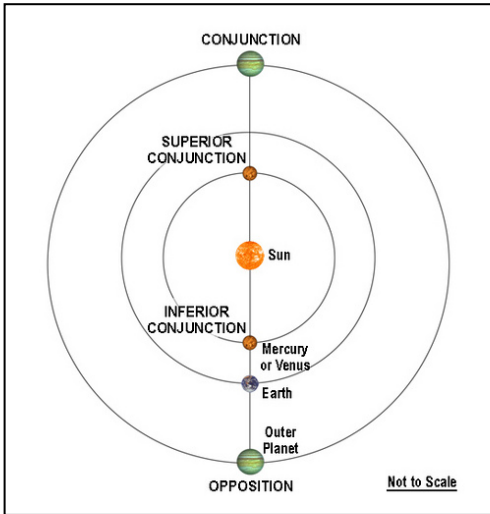 CONJUNCTION
SUPERIOR
CONJUNCTION
Sun
INFERIOR
CONJUNCTION
Mercury
or Venus
Earth
Outer
Planet
OPPOSITION
Not to Scale